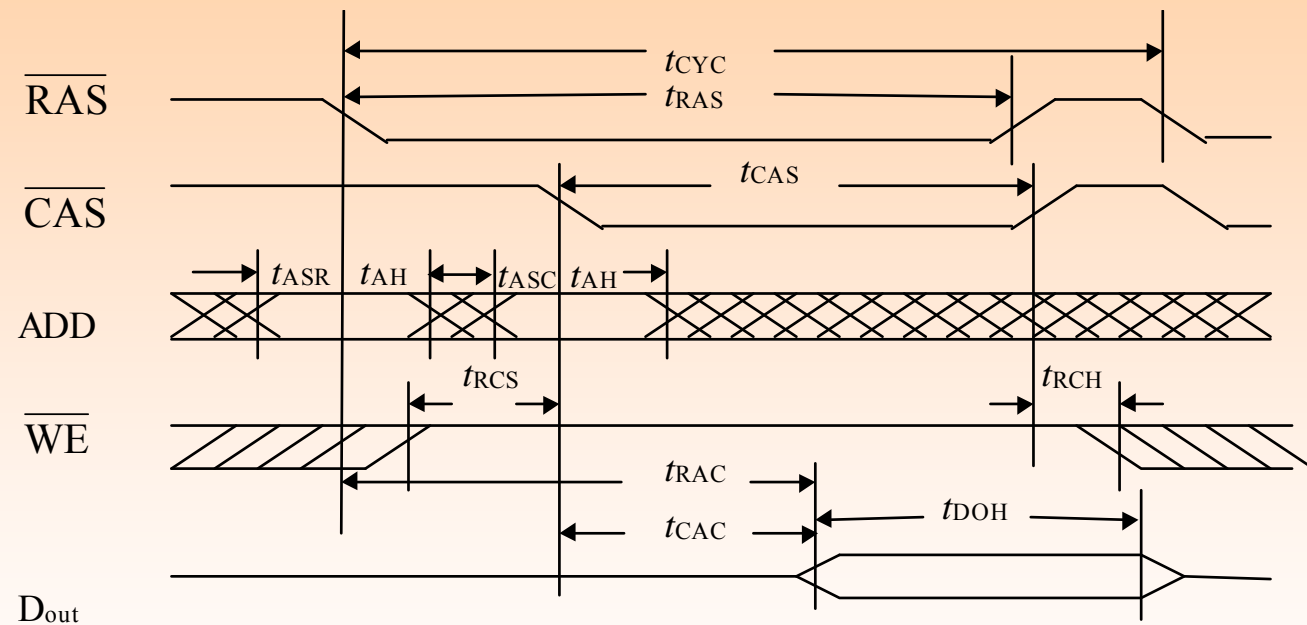 tCYC
RAS
tRAS
tCAS
CAS
tASR tAH tASC tAH
ADD
tRCS tRCH
WE
tRAC
tDOH
tCAC
Dout